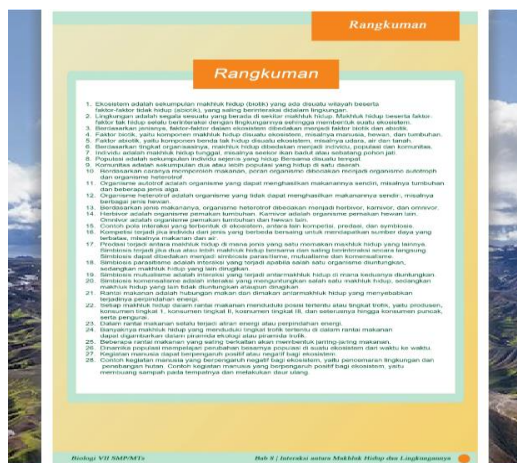 Rangkuman
Rangkuman
1. Ekosistem adalah sekumpulan makhluk hidup (biotik) yang ada disuatu wilayah beserta
faktor-faktor tidak hidup (abiotik), yang saling berinteraksi didalam lingkungan.
2. Lingkungan adalah segala sesuatu yang berada di sekitar makhluk hidup. Makhluk hidup beserta faktor-
faktor tak hidup selalu berinteraksi dengan lingkungannya sehingga membentuk suatu ekosistem.
3. Berdasarkan jenisnya, faktor-faktor dalam ekosistem dibedakan menjadi faktor biotik dan abiotik.
4. Faktor biotik, yaitu komponen makhluk hidup disuatu ekosistem, misalnya manusia, hewan, dan tumbuhan.
5. Faktor abiotik, yaitu komponen benda tak hidup disuatu ekosistem, misalnya udara, air dan tanah.
6. Berdasarkan tingkat organisasinya, makhluk hidup dibedakan menjadi individu, populasi dan komunitas.
7. Individu adalah makhluk hidup tunggal, misalnya seekor ikan badut atau sebatang pohon jati.
8. Populasi adalah sekumpulan individu sejenis yang hidup Bersama disuatu tempat.
9. Komunitas adalah sekumpulan dua atau lebih populasi yang hidup di satu daerah.
10. Berdasarkan caranya memperoleh makanan, peran organisme dibedakan menjadi organisme autotroph
dan organisme heterotrof
11. Organisme autotrof adalah organisme yang dapat menghasilkan makanannya sendiri, misalnya tumbuhan
dan beberapa jenis alga.
12. Organisme heterotrof adalah organisme yang tidak dapat menghasilkan makanannya sendiri, misalnya
berbagai jenis hewan.
13. Berdasarkan jenis makanannya, organisme heterotrof dibedakan menjadi herbivor, karnivor, dan omnivor.
14. Herbivor adalah organisme pemakan tumbuhan. Karnivor adalah organisme pemakan hewan lain.
Omnivor adalah organisme pemakan tumbuhan dan hewan lain.
15. Contoh pola interaksi yang terbentuk di ekosistem, antara lain kompetisi, predasi, dan symbiosis.
16. Kompetisi terjadi jika individu dari jenis yang berbeda bersaing untuk mendapatkan sumber daya yang
terbatas, misalnya makanan dan air.
17. Predasi terjadi antara makhluk hidup di mana jenis yang satu memakan makhluk hidup yang lainnya.
Simbiosis terjadi jika dua atau lebih makhluk hidup bersama dan saling berinteraksi secara langsung.
Simbiosis dapat dibedakan menjadi simbiosis parasitisme, mutualisme dan komensalisme.
18. Simbiosis parasitisme adalah interaksi yang terjadi apabila salah satu organisme diuntungkan,
sedangkan makhluk hidup yang lain dirugikan.
19. Simbiosis mutualisme adalah interaksi yang terjadi antarmakhluk hidup di mana keduanya diuntungkan.
20. Simbiosis komensalisme adalah interaksi yang menguntungkan salah satu makhluk hidup, sedangkan
makhluk hidup yang lain tidak diuntungkan ataupun dirugikan
21. Rantai makanan adalah hubungan makan dan dimakan antarmakhluk hidup yang menyebabkan
terjadinya perpindahan energi.
22. Setiap makhluk hidup dalam rantai makanan menduduki posisi tertentu atau tingkat trofik, yaitu produsen,
konsumen tingkat I, konsumen tingkat II, konsumen tingkat III, dan seterusnya hingga konsumen puncak,
serta pengurai.
23. Dalam rantai makanan selalu terjadi aliran energi atau perpindahan energi.
24. Banyaknya makhluk hidup yang menduduki tingkat trofik tertentu di dalam rantai makanan
dapat digambarkan dalam piramida ekologi atau piramida trofik.
25. Beberapa rantai makanan yang saling berkaitan akan membentuk jaring-jaring makanan.
26. Dinamika populasi mempelajari perubahan besarnya populasi di suatu ekosistem dari waktu ke waktu.
27. Kegiatan manusia dapat berpengaruh positif atau negatif bagi ekosistem.
28. Contoh kegiatan manusia yang berpengaruh negatif bagi ekosistem, yaitu pencemaran lingkungan dan
penebangan hutan. Contoh kegiatan manusia yang berpengaruh positif bagi ekosistem, yaitu
membuang sampah pada tempatnya dan melakukan daur ulang.
Biologi VII SMP/MTs
Bab 8 | Interaksi antara Makhluk Hidup dan Lingkungannya